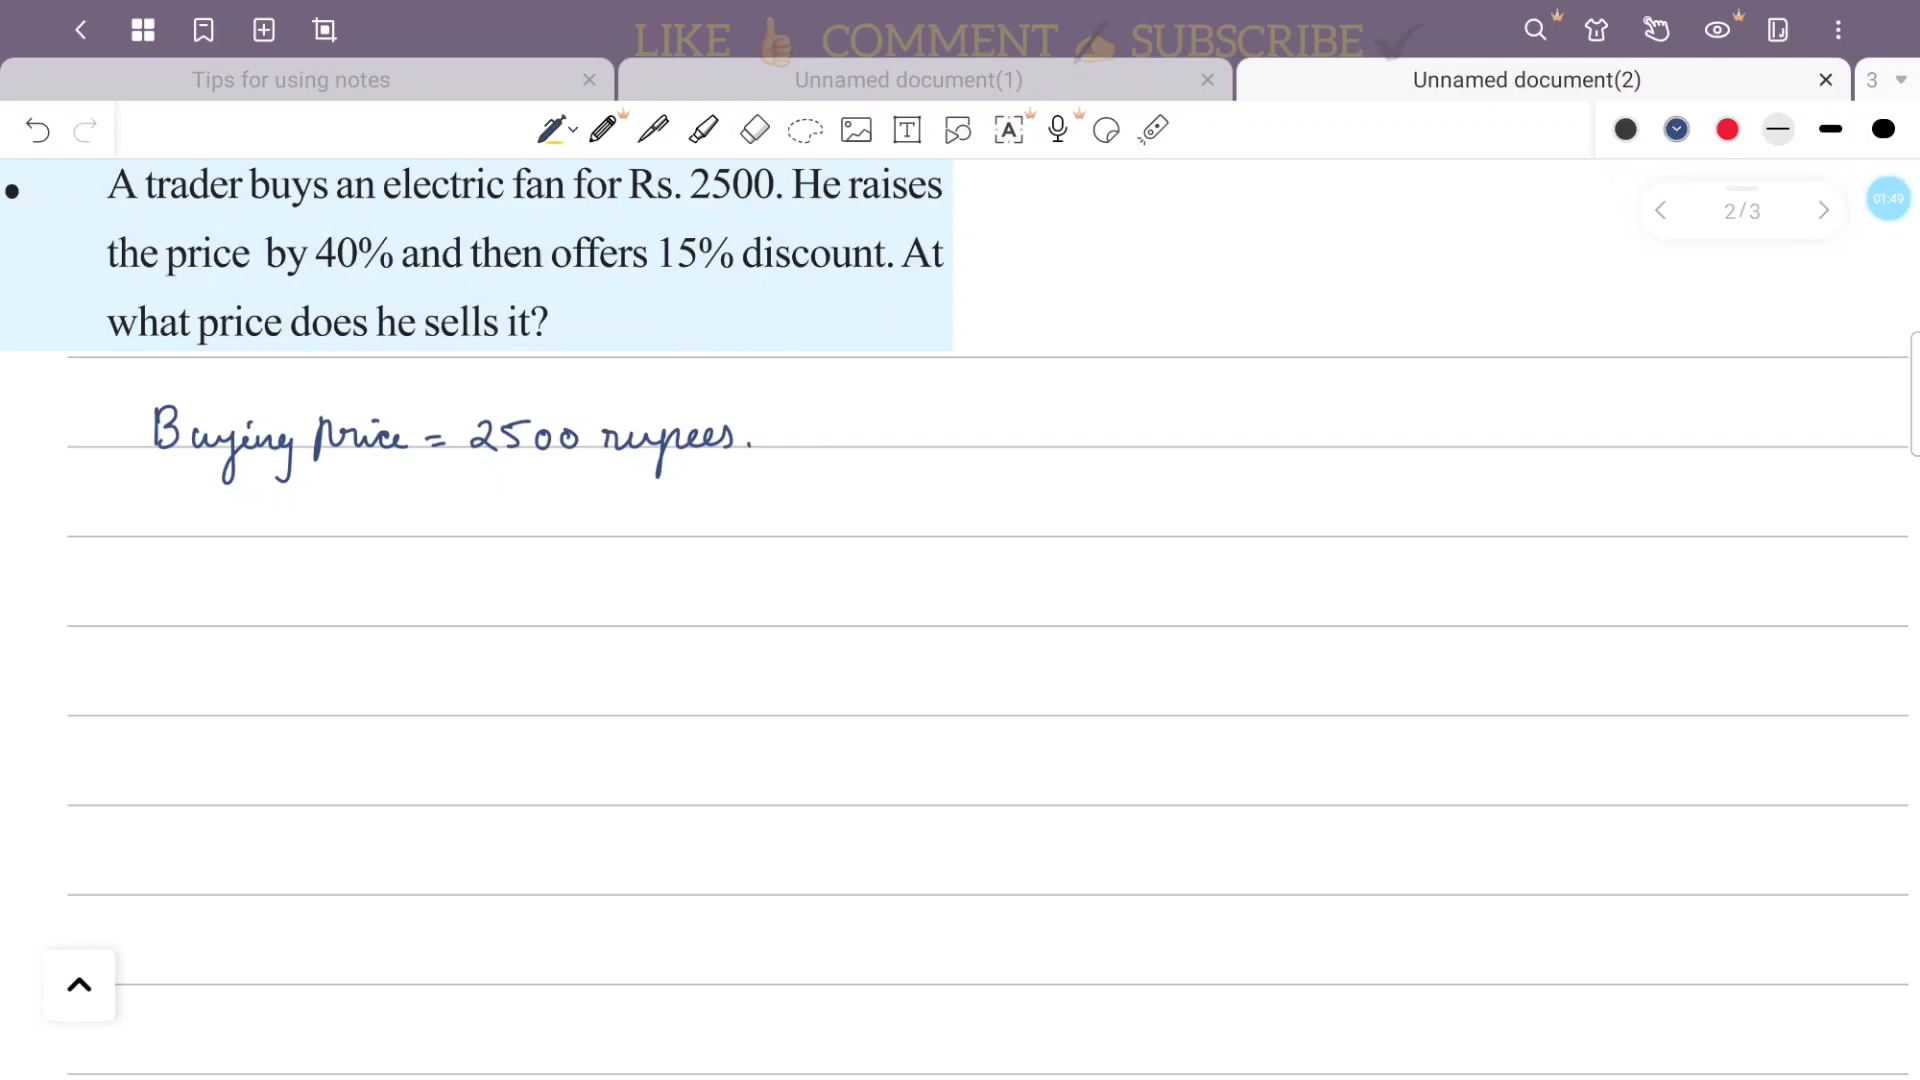 LIKE 👍 COMMENT ✍ SUBSCRIBE ✔
Tips for using notes
Unnamed document(1)
Unnamed document(2)
3
A trader buys an electric fan for Rs. 2500. He raises
the price by 40% and then offers 15% discount. At
what price does he sells it?
2/3
01:49
Buying price = 2500 rupees.